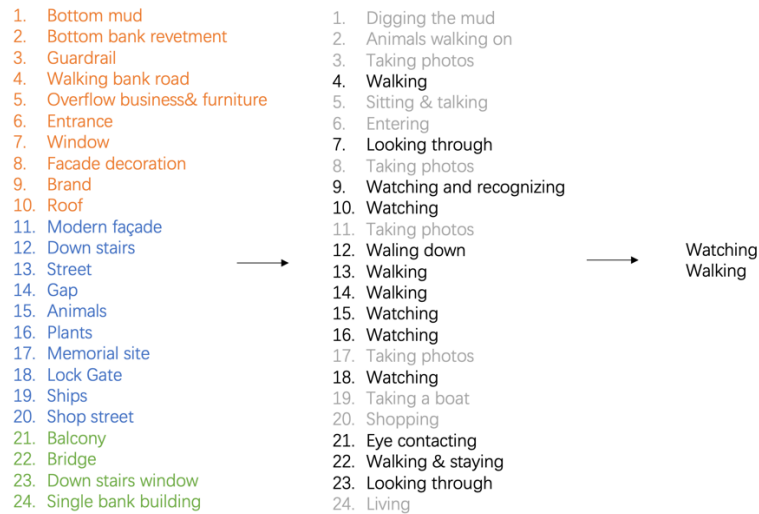 1. Bottom mud
2. Bottom bank revetment
3. Guardrail
4. Walking bank road
5. Overflow business& furniture
6. Entrance
7. Window
8. Facade decoration
9. Brand
10. Roof
11. Modern façade
12. Down stairs
13. Street
14. Gap
15. Animals
16. Plants
17. Memorial site
18. Lock Gate
19. Ships
20. Shop street
21. Balcony
22. Bridge
23. Down stairs window
24. Single bank building
1. Digging the mud
2. Animals walking on
3. Taking photos
4. Walking
5. Sitting & talking
6. Entering
7. Looking through
8. Taking photos
9. Watching and recognizing
10. Watching
11. Taking photos
12. Waling down
13. Walking
14. Walking
15. Watching
16. Watching
17. Taking photos
18. Watching
19. Taking a boat
20. Shopping
21. Eye contacting
22. Walking & staying
23. Looking through
24. Living
Watching
Walking